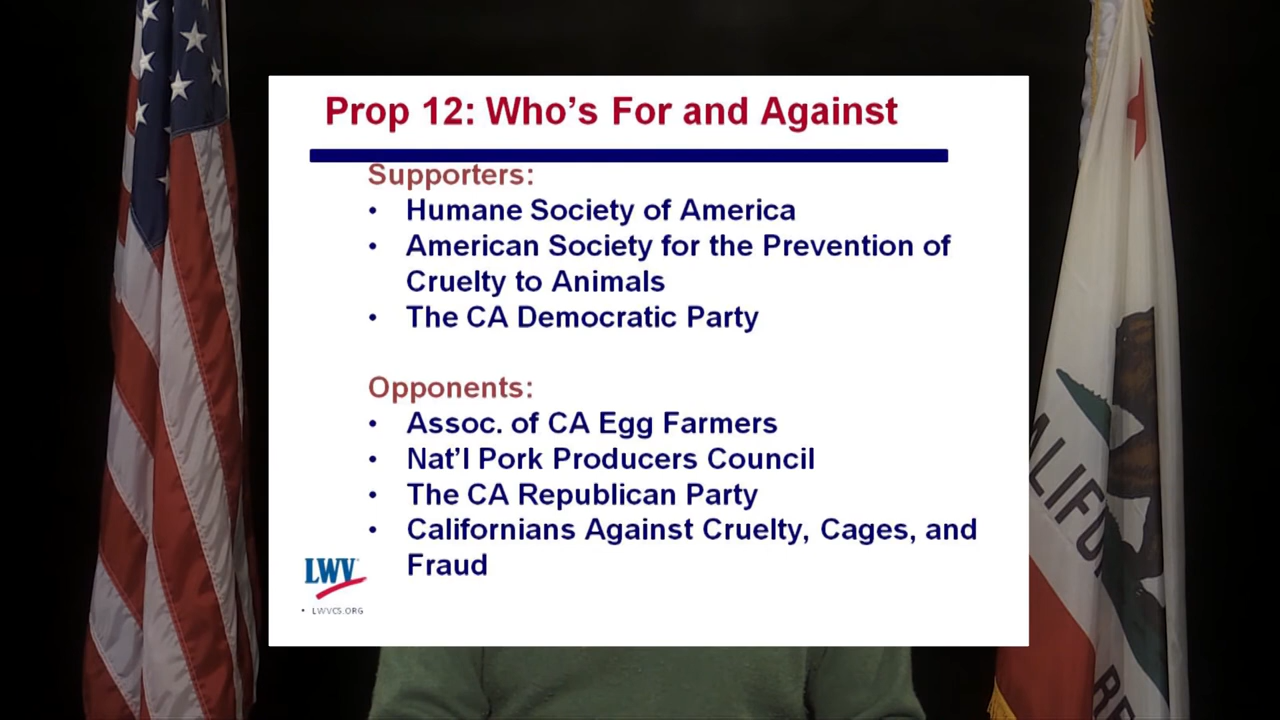 Prop 12: Who's For and Against
Supporters:
• Humane Society of America
• American Society for the Prevention of
Cruelty to Animals
• The CA Democratic Party
Opponents:
• Assoc. of CA Egg Farmers
• Nat'l Pork Producers Council
• The CA Republican Party
• Californians Against Cruelty, Cages, and
Fraud
LWV
• LWVCS.ORG
ALIFO
RE